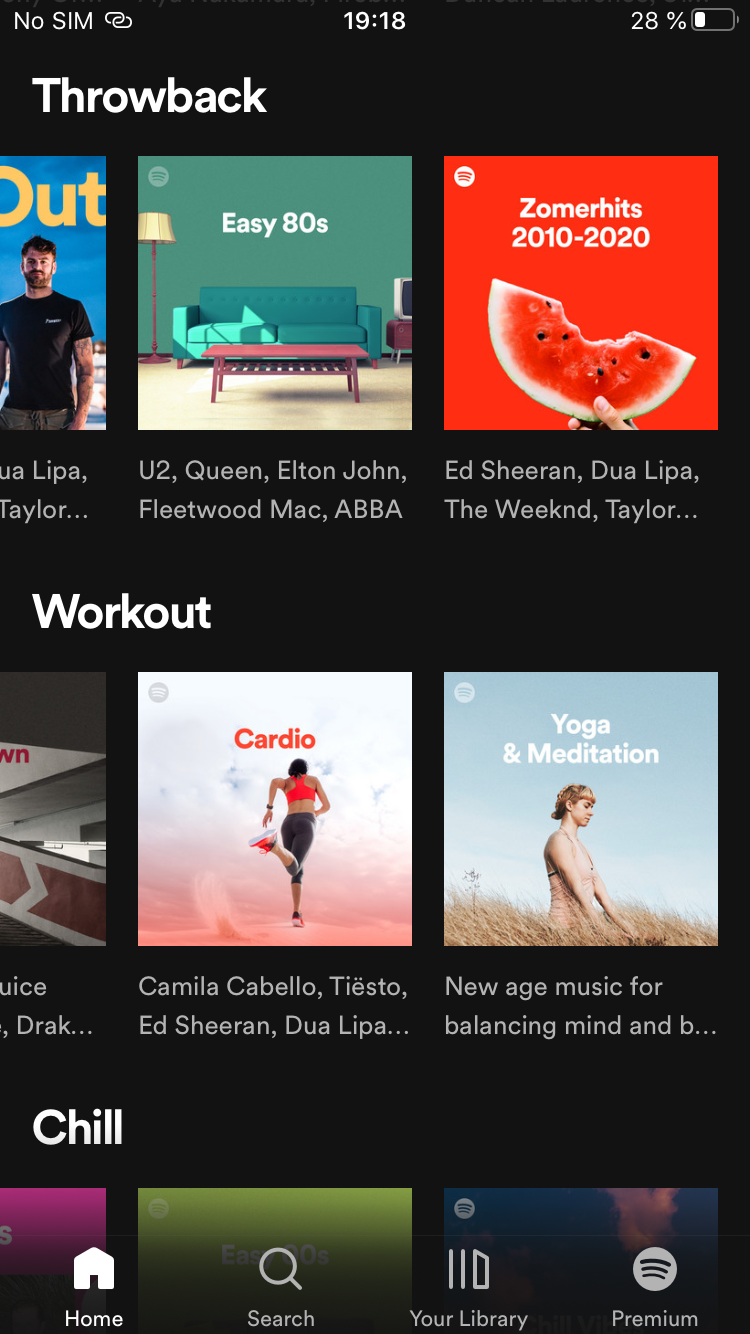 No SIM 19:18 28 %
Throwback
Out
Easy 80s
Zomerhits
2010-2020
ua Lipa,
Taylor...
U2, Queen, Elton John,
Fleetwood Mac, ABBA
Ed Sheeran, Dua Lipa,
The Weeknd, Taylor...
Workout
wn
Cardio
Yoga
& Meditation
uice
, Drak...
Camila Cabello, Tiësto,
Ed Sheeran, Dua Lipa...
New age music for
balancing mind and b...
Chill
s
Home
Search
Your Library
Premium